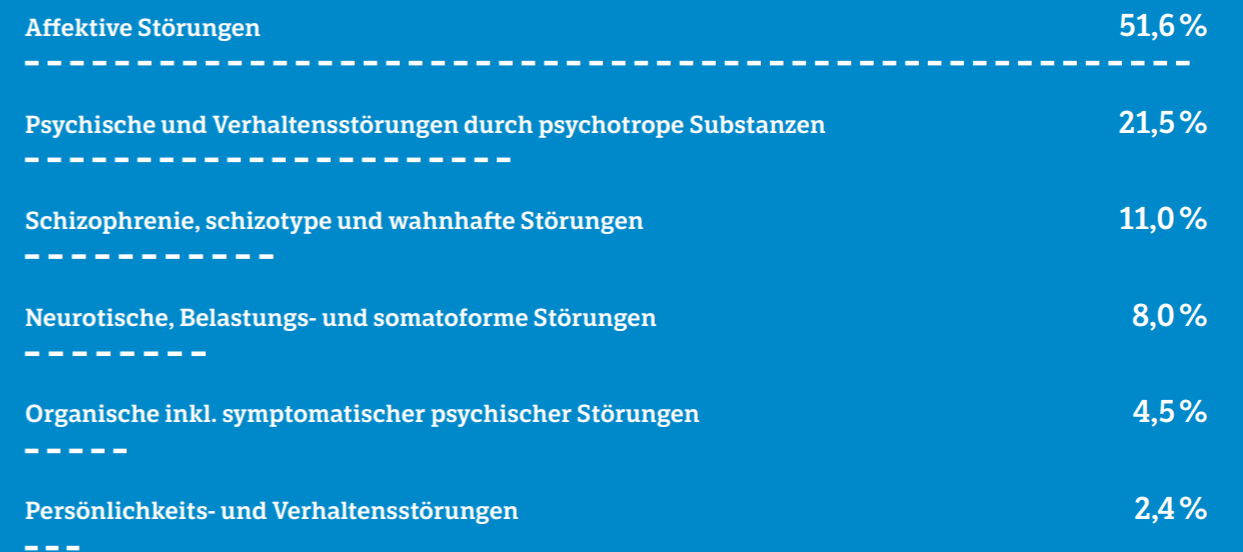 Affektive Störungen 51,6 %
Psychische und Verhaltensstörungen durch psychotrope Substanzen 21,5 %
Schizophrenie, schizotype und wahnhafte Störungen 11,0 %
Neurotische, Belastungs- und somatoforme Störungen 8,0 %
Organische inkl. symptomatischer psychischer Störungen 4,5 %
Persönlichkeits- und Verhaltensstörungen 2,4 %